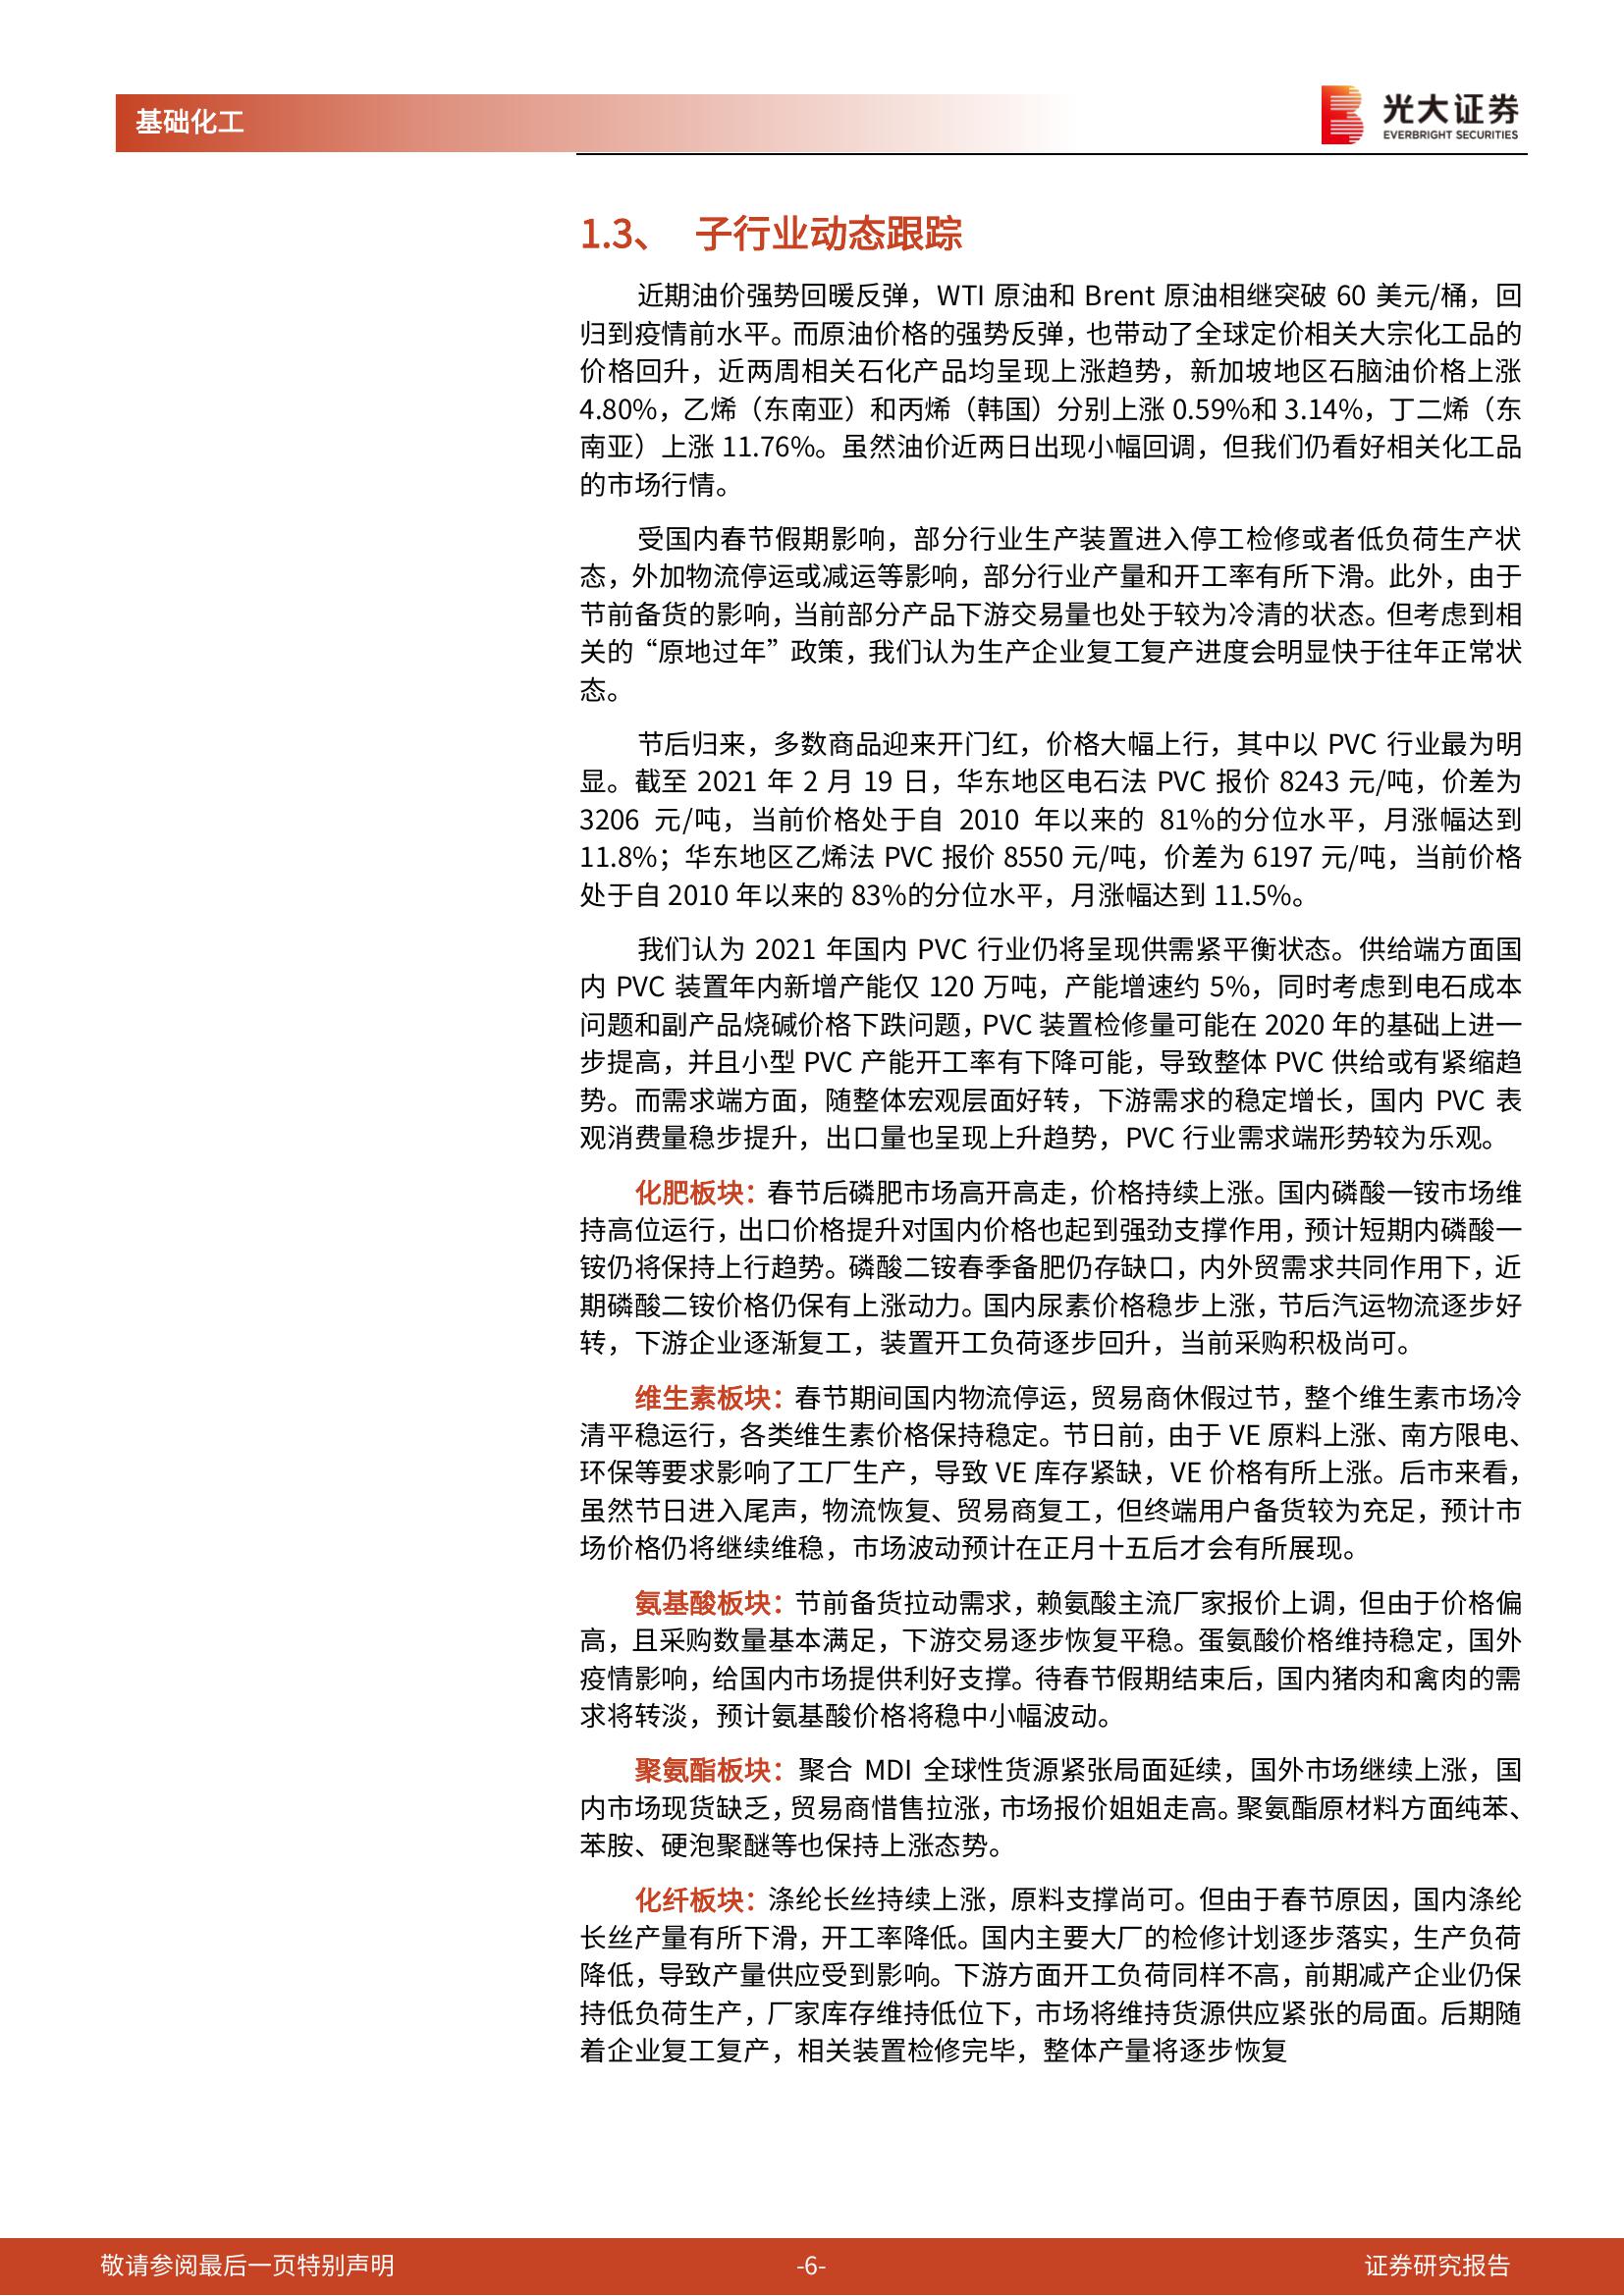 基础化工
光大证券
EVERBRIGHT SECURITIES
1.3、 子行业动态跟踪
近期油价强势回暖反弹，WTI 原油和 Brent 原油相继突破 60 美元/桶，回
归到疫情前水平。而原油价格的强势反弹，也带动了全球定价相关大宗化工品的
价格回升，近两周相关石化产品均呈现上涨趋势，新加坡地区石脑油价格上涨
4.80%，乙烯（东南亚）和丙烯（韩国）分别上涨 0.59%和 3.14%，丁二烯（东
南亚）上涨 11.76%。虽然油价近两日出现小幅回调，但我们仍看好相关化工品
的市场行情。
受国内春节假期影响，部分行业生产装置进入停工检修或者低负荷生产状
态，外加物流停运或减运等影响，部分行业产量和开工率有所下滑。此外，由于
节前备货的影响，当前部分产品下游交易量也处于较为冷清的状态。但考虑到相
关的“原地过年”政策，我们认为生产企业复工复产进度会明显快于往年正常状
态。
节后归来，多数商品迎来开门红，价格大幅上行，其中以 PVC 行业最为明
显。截至 2021 年 2 月 19 日，华东地区电石法 PVC 报价 8243 元/吨，价差为
3206 元/吨，当前价格处于自 2010 年以来的 81%的分位水平，月涨幅达到
11.8%；华东地区乙烯法 PVC 报价 8550 元/吨，价差为 6197 元/吨，当前价格
处于自 2010 年以来的 83%的分位水平，月涨幅达到 11.5%。
我们认为 2021 年国内 PVC 行业仍将呈现供需紧平衡状态。供给端方面国
内 PVC 装置年内新增产能仅 120 万吨，产能增速约 5%，同时考虑到电石成本
问题和副产品烧碱价格下跌问题，PVC 装置检修量可能在 2020 年的基础上进一
步提高，并且小型 PVC 产能开工率有下降可能，导致整体 PVC 供给或有紧缩趋
势。而需求端方面，随整体宏观层面好转，下游需求的稳定增长，国内 PVC 表
观消费量稳步提升，出口量也呈现上升趋势，PVC 行业需求端形势较为乐观。
化肥板块：春节后磷肥市场高开高走，价格持续上涨。国内磷酸一铵市场维
持高位运行，出口价格提升对国内价格也起到强劲支撑作用，预计短期内磷酸一
铵仍将保持上行趋势。磷酸二铵春季备肥仍存缺口，内外贸需求共同作用下，近
期磷酸二铵价格仍保有上涨动力。国内尿素价格稳步上涨，节后汽运物流逐步好
转，下游企业逐渐复工，装置开工负荷逐步回升，当前采购积极尚可。
维生素板块：春节期间国内物流停运，贸易商休假过节，整个维生素市场冷
清平稳运行，各类维生素价格保持稳定。节日前，由于 VE 原料上涨、南方限电、
环保等要求影响了工厂生产，导致 VE 库存紧缺，VE 价格有所上涨。后市来看，
虽然节日进入尾声，物流恢复、贸易商复工，但终端用户备货较为充足，预计市
场价格仍将继续维稳，市场波动预计在正月十五后才会有所展现。
氨基酸板块：节前备货拉动需求，赖氨酸主流厂家报价上调，但由于价格偏
高，且采购数量基本满足，下游交易逐步恢复平稳。蛋氨酸价格维持稳定，国外
疫情影响，给国内市场提供利好支撑。待春节假期结束后，国内猪肉和禽肉的需
求将转淡，预计氨基酸价格将稳中小幅波动。
聚氨酯板块：聚合 MDI 全球性货源紧张局面延续，国外市场继续上涨，国
内市场现货缺乏，贸易商惜售拉涨，市场报价姐姐走高。聚氨酯原材料方面纯苯、
苯胺、硬泡聚醚等也保持上涨态势。
化纤板块：涤纶长丝持续上涨，原料支撑尚可。但由于春节原因，国内涤纶
长丝产量有所下滑，开工率降低。国内主要大厂的检修计划逐步落实，生产负荷
降低，导致产量供应受到影响。下游方面开工负荷同样不高，前期减产企业仍保
持低负荷生产，厂家库存维持低位下，市场将维持货源供应紧张的局面。后期随
着企业复工复产，相关装置检修完毕，整体产量将逐步恢复
敬请参阅最后一页特别声明
-6-
证券研究报告